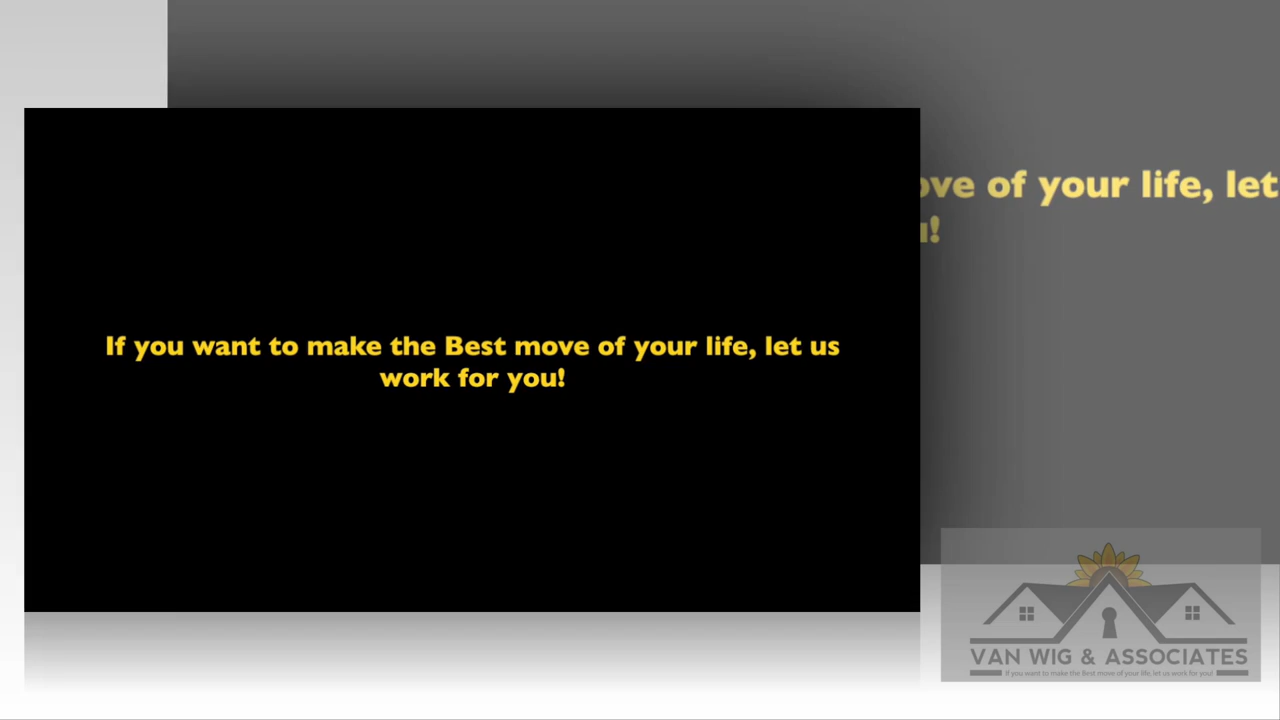 If you want to make the Best move of your life, let us
work for you!
ove of your life, let
u!
VAN WIG & ASSOCIATES
If you want to make the Best move of your life, let us work for you!